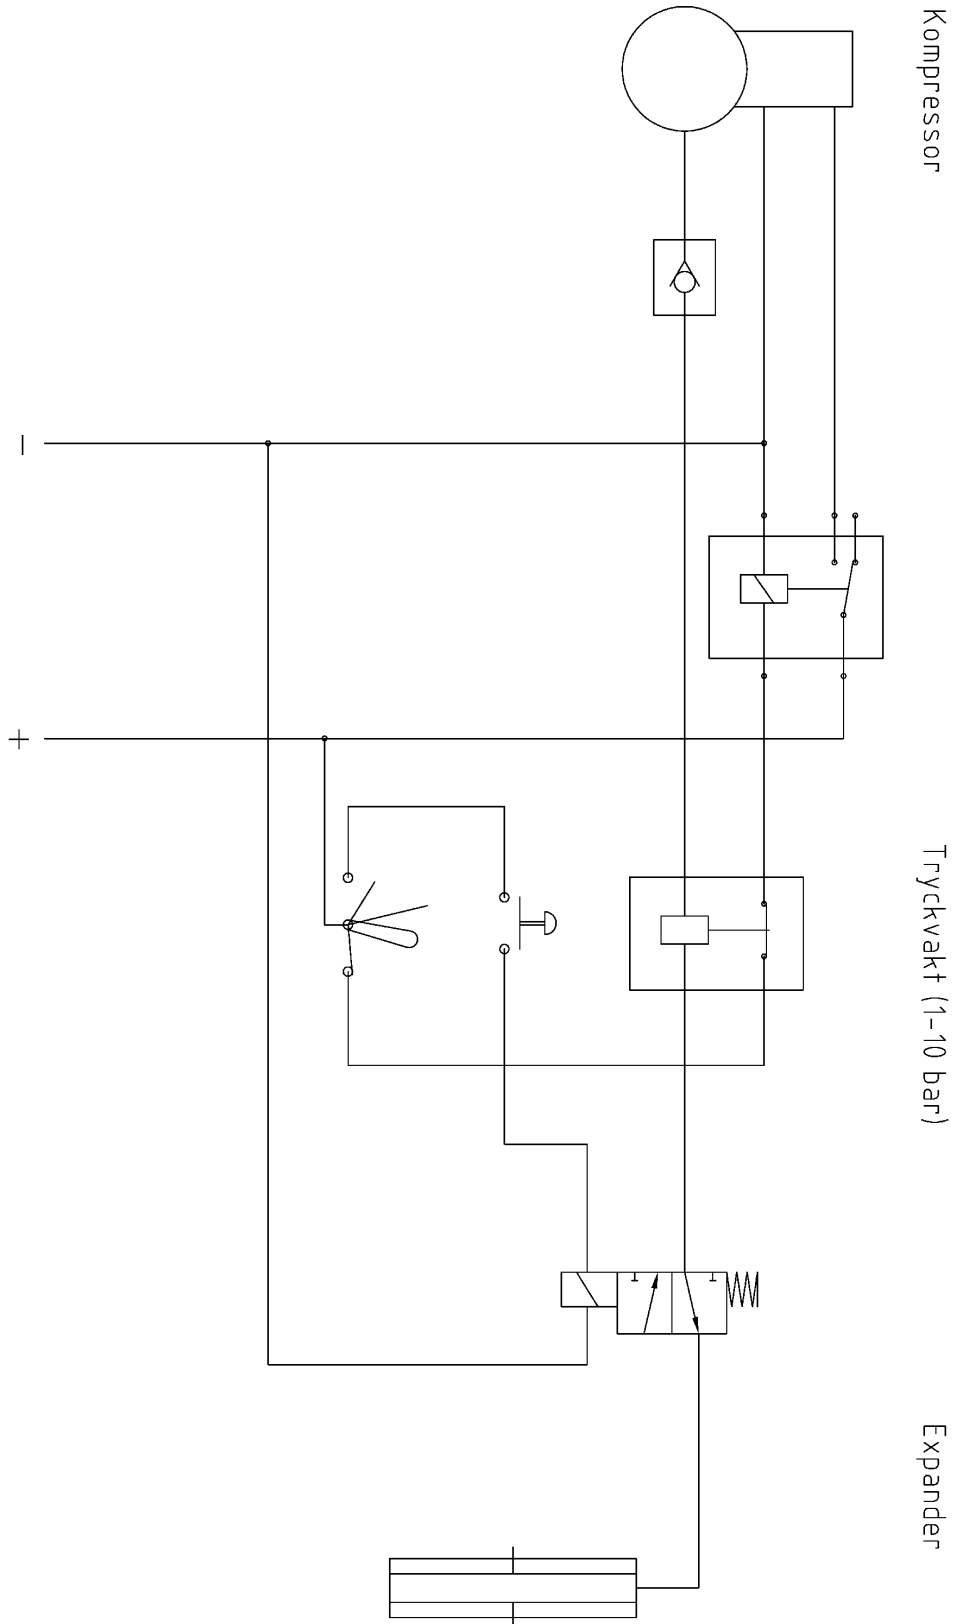 Kompressor
Tryckvakt (1-10 bar)
Expander
-
+